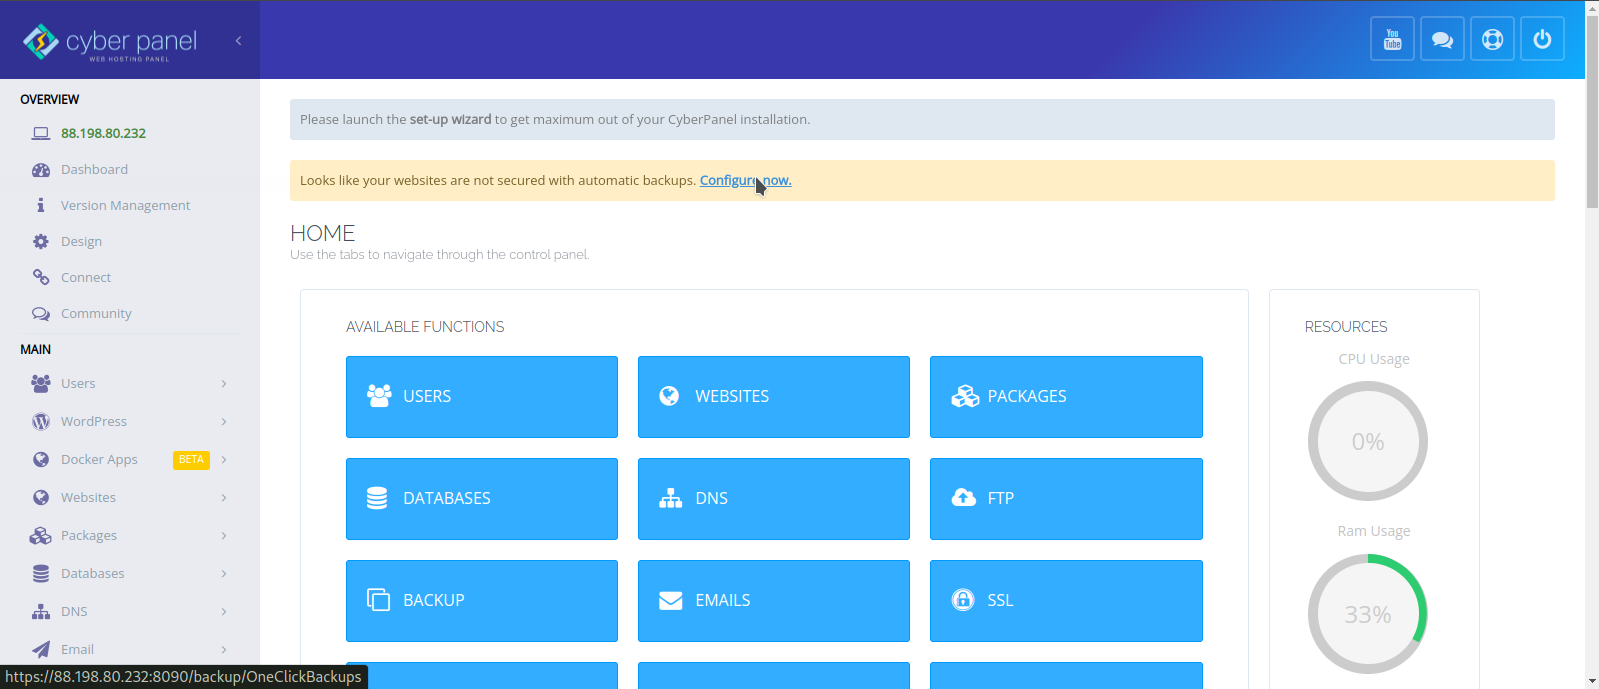 cyber panel
WEB HOSTING PANEL
You
Tube
OVERVIEW
88.198.80.232
Dashboard
Version Management
Design
Connect
Community
MAIN
Users
WordPress
Docker Apps BETA
Websites
Packages
Databases
DNS
Email
Please launch the set-up wizard to get maximum out of your CyberPanel installation.
Looks like your websites are not secured with automatic backups. Configure now.
HOME
Use the tabs to navigate through the control panel.
AVAILABLE FUNCTIONS
USERS
WEBSITES
PACKAGES
DATABASES
DNS
FTP
BACKUP
EMAILS
SSL
RESOURCES
CPU Usage
0%
Ram Usage
33%
https://88.198.80.232:8090/backup/OneClickBackups